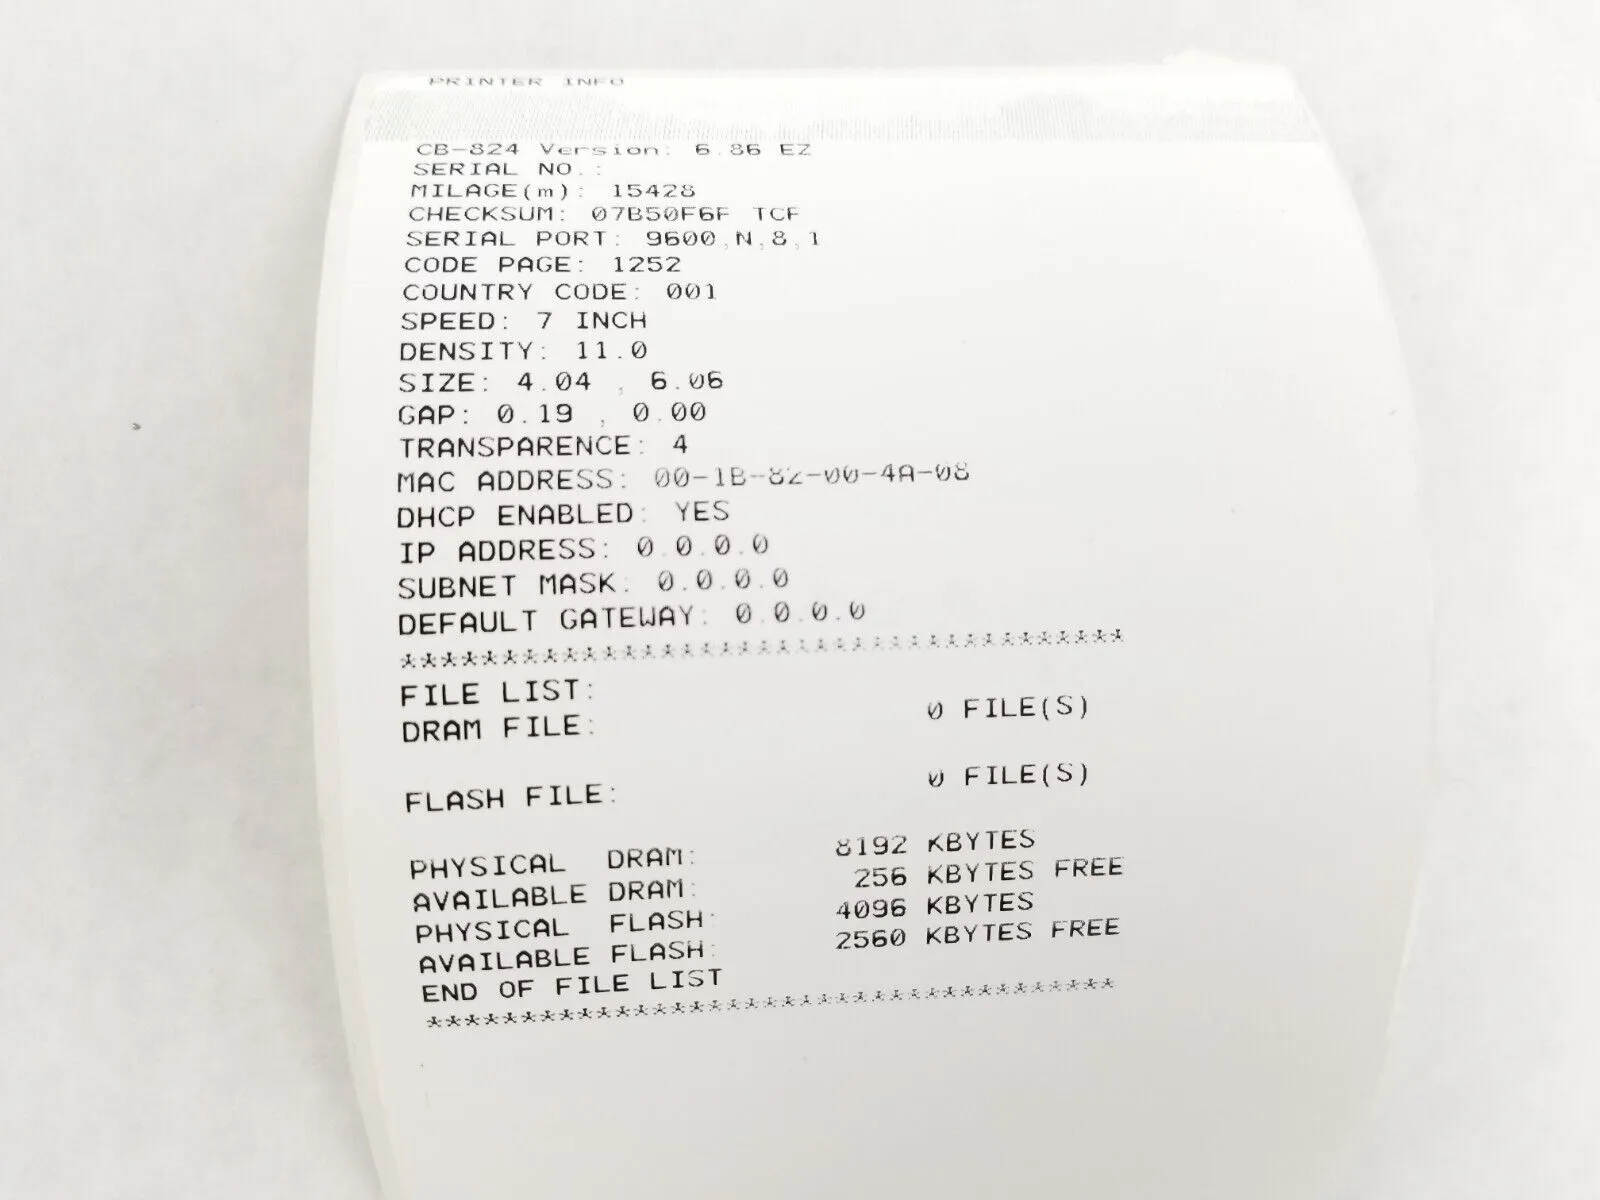 PRINTER INFO
CB-824 Version: 6.86 EZ
SERIAL NO.:
MILAGE(m): 15428
CHECKSUM: 07B50F6F TCF
SERIAL PORT: 9600,N,8,1
CODE PAGE: 1252
COUNTRY CODE: 001
SPEED: 7 INCH
DENSITY: 11.0
SIZE: 4.04 , 6.06
GAP: 0.19 , 0.00
TRANSPARENCE: 4
MAC ADDRESS: 00-1B-82-00-4A-08
DHCP ENABLED: YES
IP ADDRESS: 0.0.0.0
SUBNET MASK: 0.0.0.0
DEFAULT GATEWAY: 0.0.0.0
****************************************
FILE LIST:
DRAM FILE: 0 FILE(S)
FLASH FILE: 0 FILE(S)
PHYSICAL DRAM: 8192 KBYTES
AVAILABLE DRAM: 256 KBYTES FREE
PHYSICAL FLASH: 4096 KBYTES
AVAILABLE FLASH: 2560 KBYTES FREE
END OF FILE LIST
****************************************